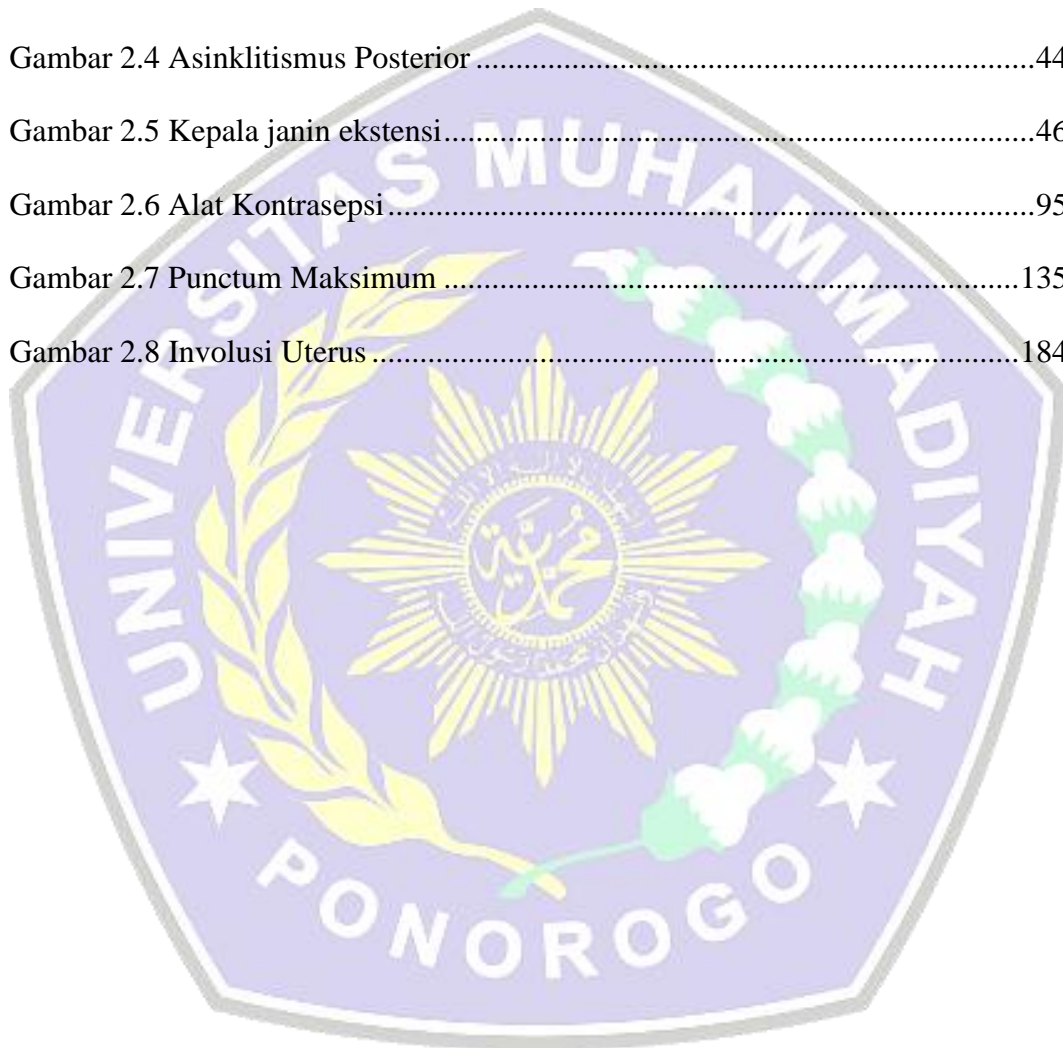 Gambar 2.4 Asinklitismus Posterior ........................................................................44
Gambar 2.5 Kepala janin ekstensi...........................................................................46
Gambar 2.6 Alat Kontrasepsi..................................................................................95
Gambar 2.7 Punctum Maksimum .........................................................................135
Gambar 2.8 Involusi Uterus ..................................................................................184
UNIVERSITAS MUHAMMADIYAH
PONOROGO